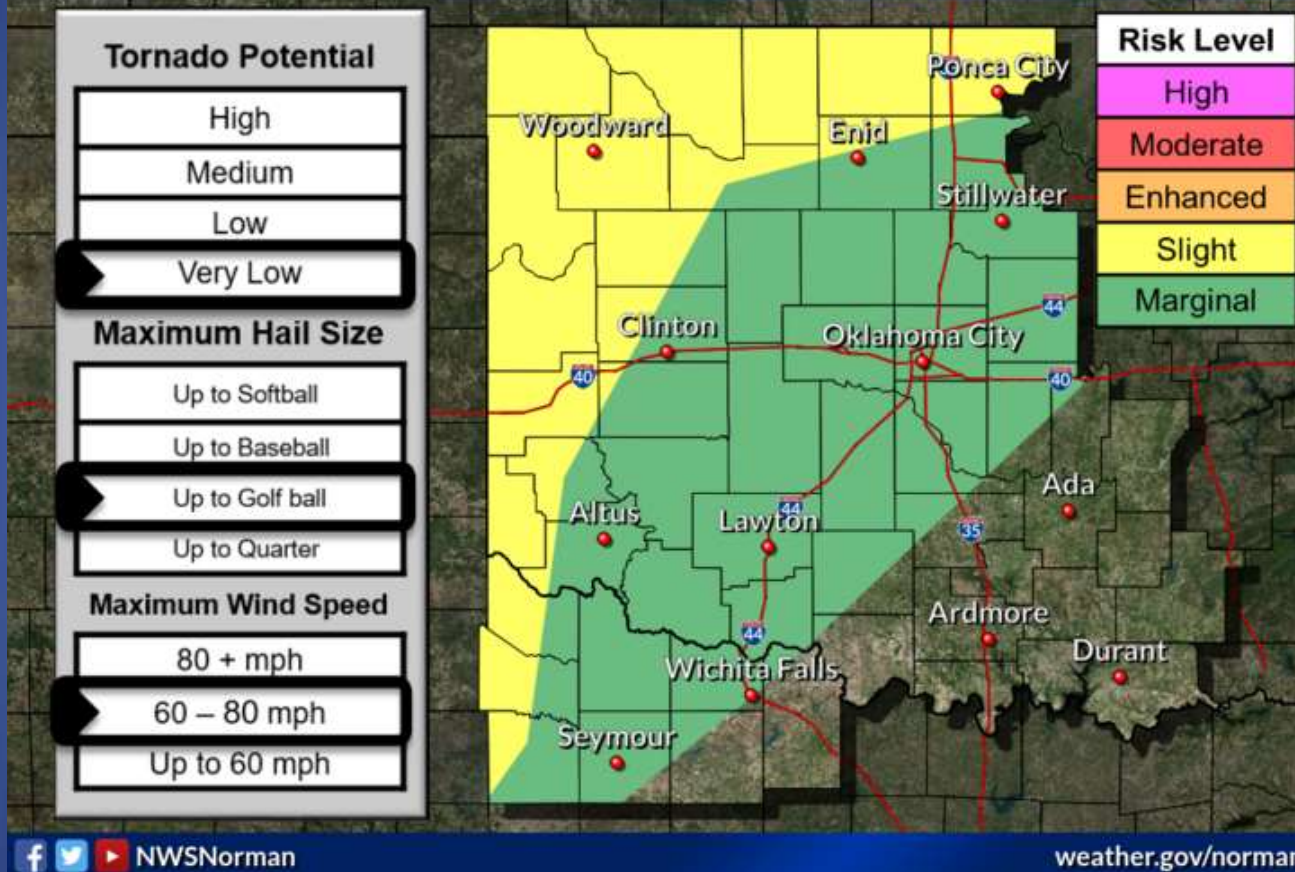 Tornado Potential
High
Medium
Low
Very Low
Maximum Hail Size
Up to Softball
Up to Baseball
Up to Golf ball
Up to Quarter
Maximum Wind Speed
80 + mph
60 – 80 mph
Up to 60 mph
Ponca City
Woodward
Enid
Stillwater
44
Clinton
Oklahoma City
40
40
Altus
44
Lawton
Ada
35
44
Ardmore
Wichita Falls
Durant
Seymour
Risk Level
High
Moderate
Enhanced
Slight
Marginal
NWSNorman
weather.gov/norman